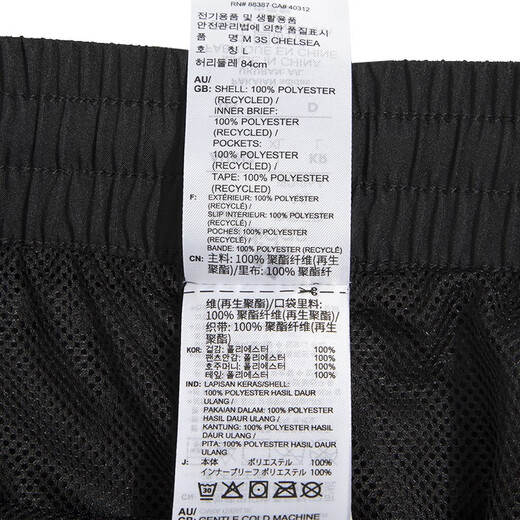 RN# 88387 CA# 40312
전기용품 및 생활용품
안전관리법에 의한 품질표시
품 명 M 3S CHELSEA
호 칭 L
허리둘레 84cm
AU/
GB: SHELL: 100% POLYESTER
(RECYCLED) /
INNER BRIEF:
100% POLYESTER
(RECYCLED) /
POCKETS:
100% POLYESTER
(RECYCLED) /
TAPE: 100% POLYESTER
(RECYCLED)
F: EXTÉRIEUR: 100% POLYESTER
(RECYCLÉ) /
SLIP INTERIEUR: 100% POLYESTER
(RECYCLÉ) /
POCHES: 100% POLYESTER
(RECYCLÉ) /
BANDE: 100% POLYESTER (RECYCLÉ)
CN: 主料: 100% 聚酯纤维(再生
聚酯)/里布: 100% 聚酯纤
维(再生聚酯)/口袋里料:
100% 聚酯纤维(再生聚酯)
/织带: 100% 聚酯纤维(再生
聚酯)
KOR: 겉감: 폴리에스터 100%
팬츠안감: 폴리에스터 100%
호주머니: 폴리에스터 100%
테잎: 폴리에스터 100%
IND: LAPISAN KERAS/SHELL:
100% POLYESTER HASIL DAUR
ULANG /
PAKAIAN DALAM: 100% POLYESTER
HASIL DAUR ULANG /
KANTUNG: 100% POLYESTER HASIL
DAUR ULANG /
PITA: 100% POLYESTER HASIL DAUR
ULANG
J: 本体 ポリエステル 100%
インナーブリーフ ポリエステル 100%
30
AU/
GB: GENTLE COLD MACHINE